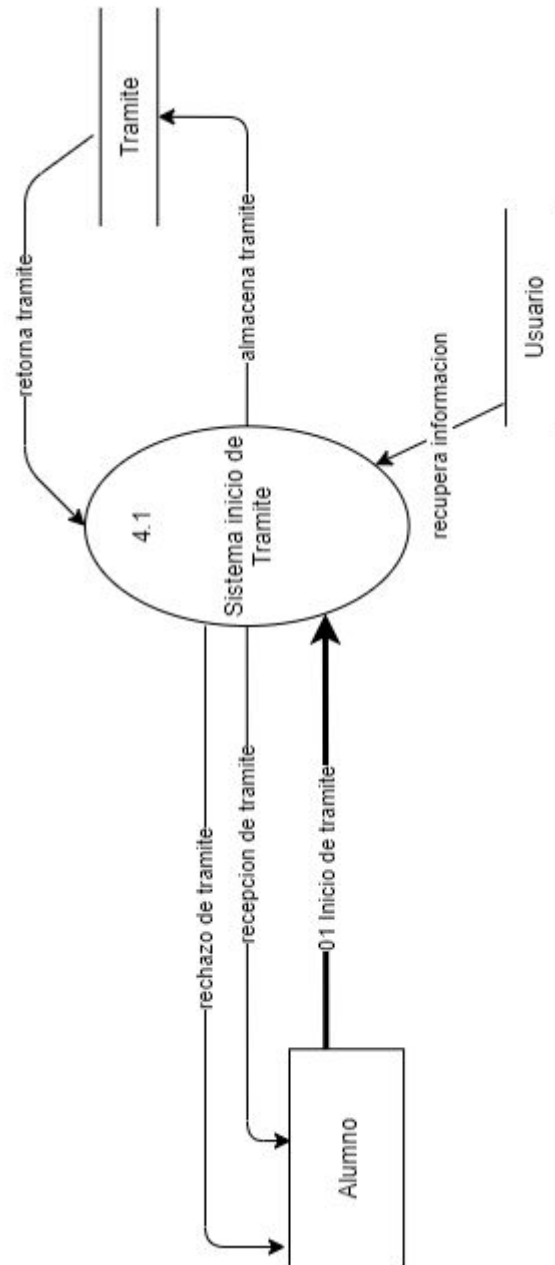 retorna tramite
Tramite
almacena tramite
4.1
Sistema inicio de
Tramite
recupera informacion
Usuario
rechazo de tramite
recepcion de tramite
01 Inicio de tramite
Alumno